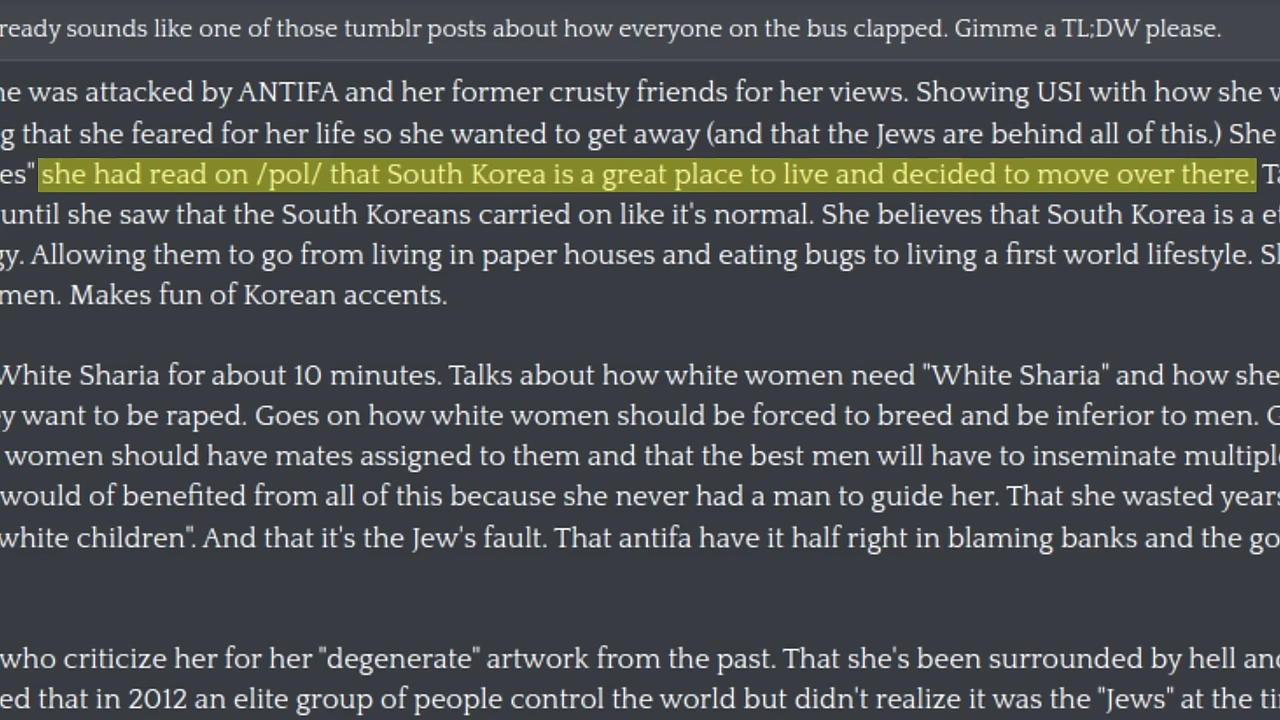 ready sounds like one of those tumblr posts about how everyone on the bus clapped. Gimme a TL;DW please.
he was attacked by ANTIFA and her former crusty friends for her views. Showing USI with how she w
g that she feared for her life so she wanted to get away (and that the Jews are behind all of this.) She
es" she had read on /pol/ that South Korea is a great place to live and decided to move over there. Ta
until she saw that the South Koreans carried on like it's normal. She believes that South Korea is a et
gy. Allowing them to go from living in paper houses and eating bugs to living a first world lifestyle. Sh
men. Makes fun of Korean accents.
White Sharia for about 10 minutes. Talks about how white women need "White Sharia" and how she
y want to be raped. Goes on how white women should be forced to breed and be inferior to men. G
women should have mates assigned to them and that the best men will have to inseminate multiple
would of benefited from all of this because she never had a man to guide her. That she wasted years
white children". And that it's the Jew's fault. That antifa have it half right in blaming banks and the go
who criticize her for her "degenerate" artwork from the past. That she's been surrounded by hell and
ed that in 2012 an elite group of people control the world but didn't realize it was the "Jews" at the ti